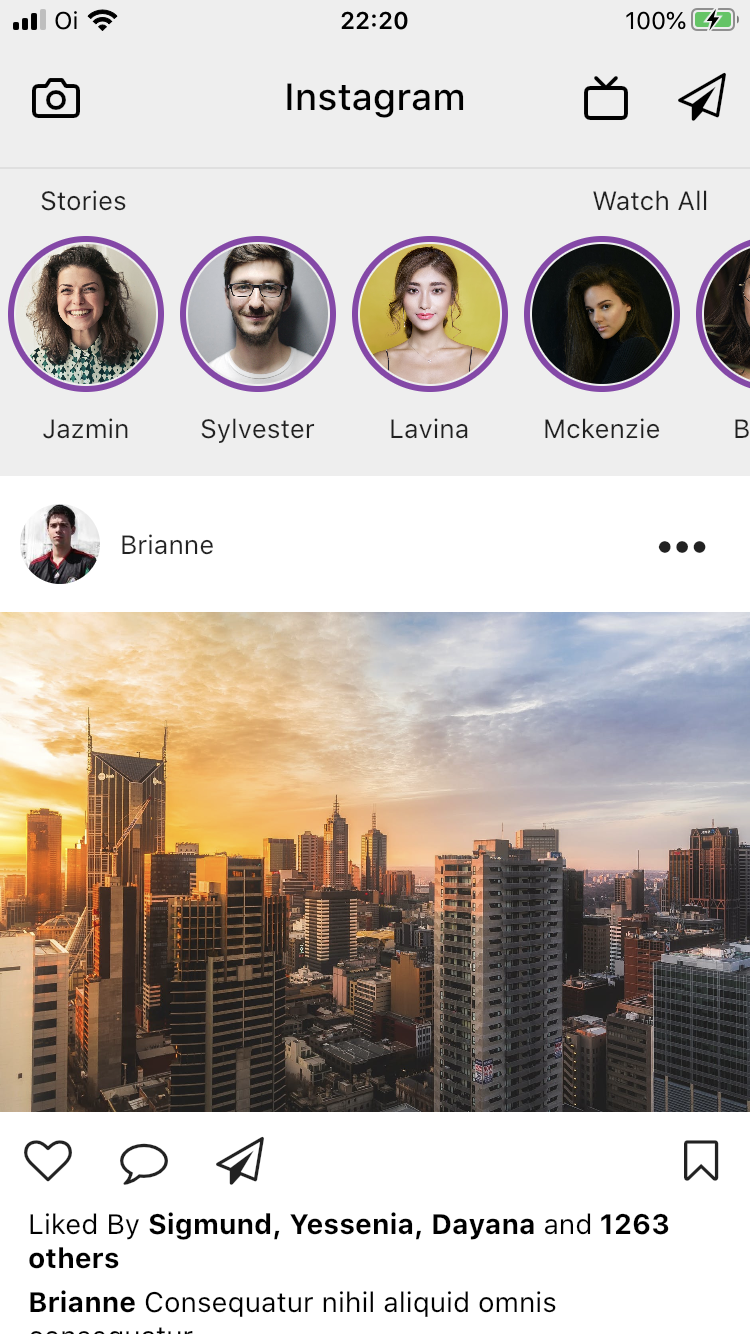 Oi 22:20 100%
Instagram
Stories Watch All
Jazmin Sylvester Lavina Mckenzie B
Brianne
Liked By Sigmund, Yessenia, Dayana and 1263
others
Brianne Consequatur nihil aliquid omnis
consequatur